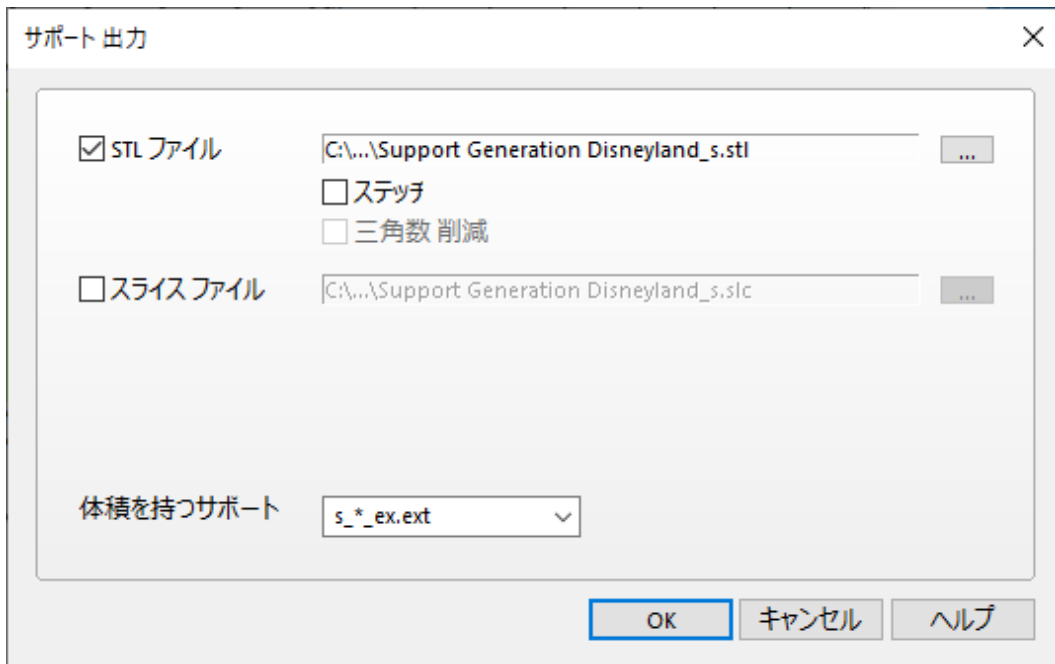 サポート 出力
STL ファイル C:\...\Support Generation Disneyland_s.stl ...
ステッチ
三角数 削減
スライス ファイル C:\...\Support Generation Disneyland_s.slc ...
体積を持つサポート s_*_ex.ext
OK キャンセル ヘルプ